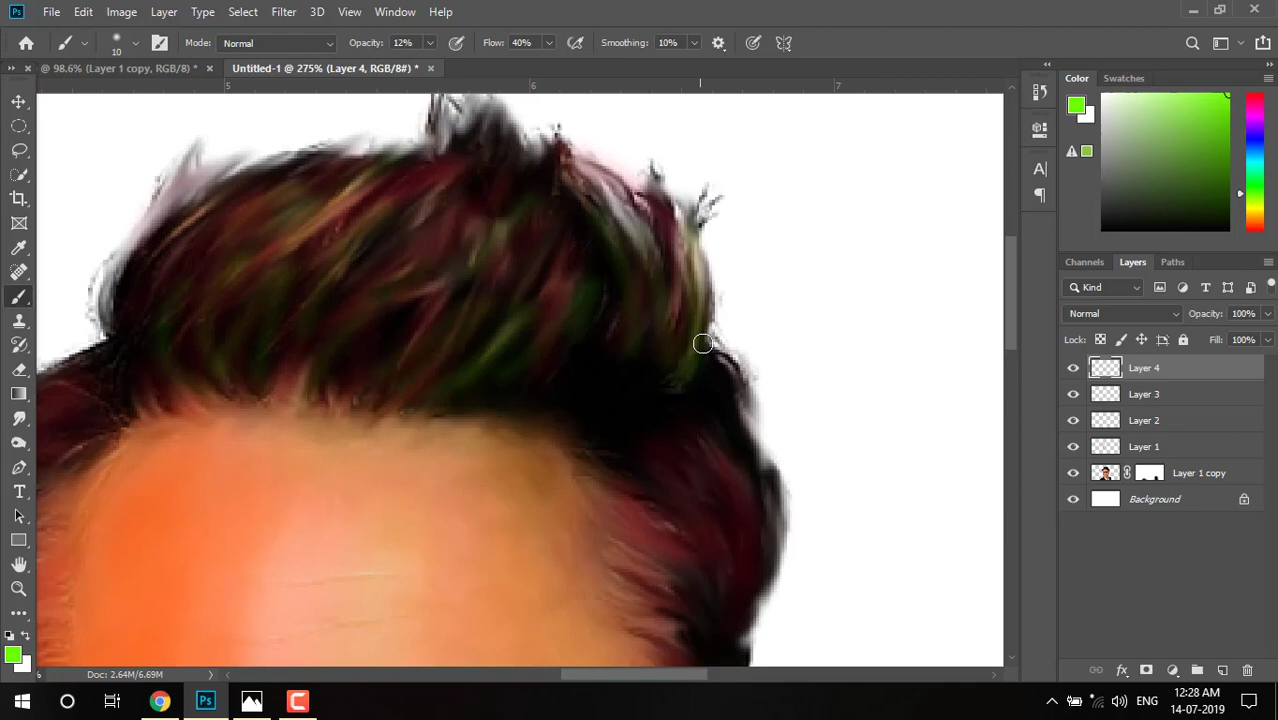 Ps File Edit Image Layer Type Select Filter 3D View Window Help
10 Mode: Normal Opacity: 12% Flow: 40% Smoothing: 10%
@ 98.6% (Layer 1 copy, RGB/8) * × Untitled-1 @ 275% (Layer 4, RGB/8#) * ×
5 6 7
Color Swatches
Channels Layers Paths
Kind
Normal Opacity: 100%
Lock: Fill: 100%
Layer 4
Layer 3
Layer 2
Layer 1
Layer 1 copy
Background
% Doc: 2.64M/6.69M
Ps ENG 12:28 AM
14-07-2019